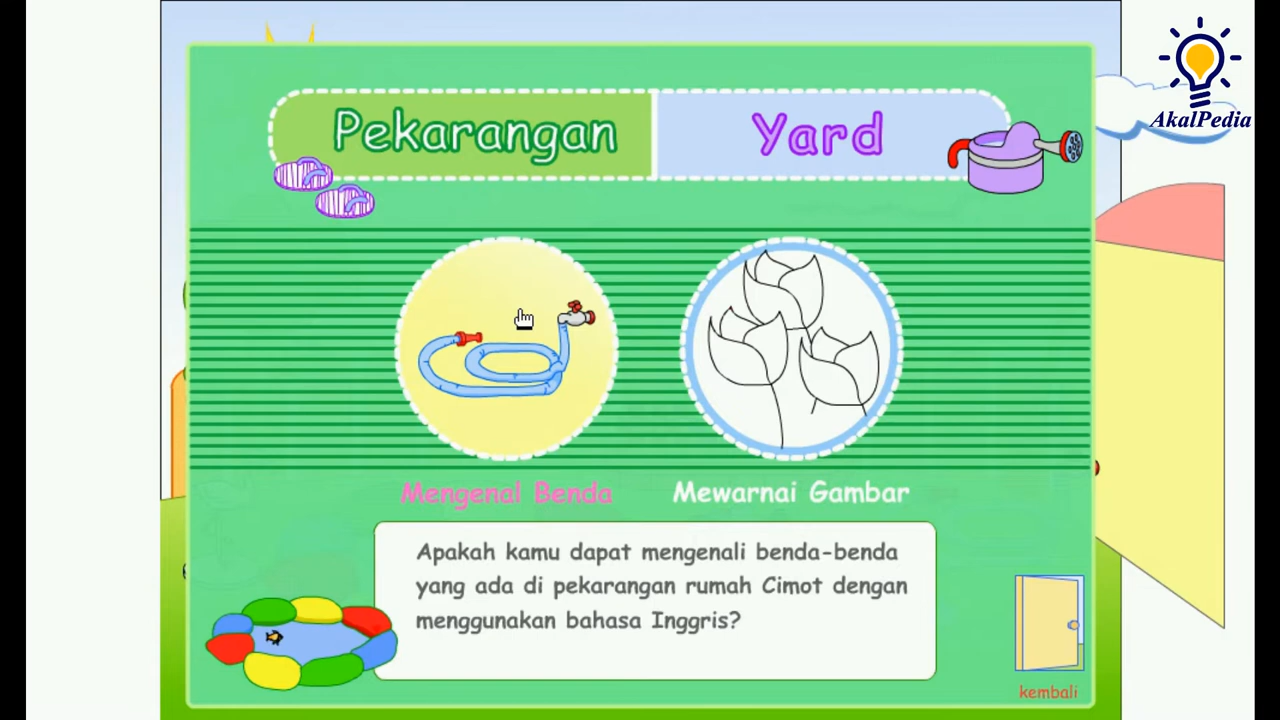 AkalPedia
Pekarangan
Yard
Mengenal Benda
Mewarnai Gambar
Apakah kamu dapat mengenali benda-benda
yang ada di pekarangan rumah Cimot dengan
menggunakan bahasa Inggris?
kembali